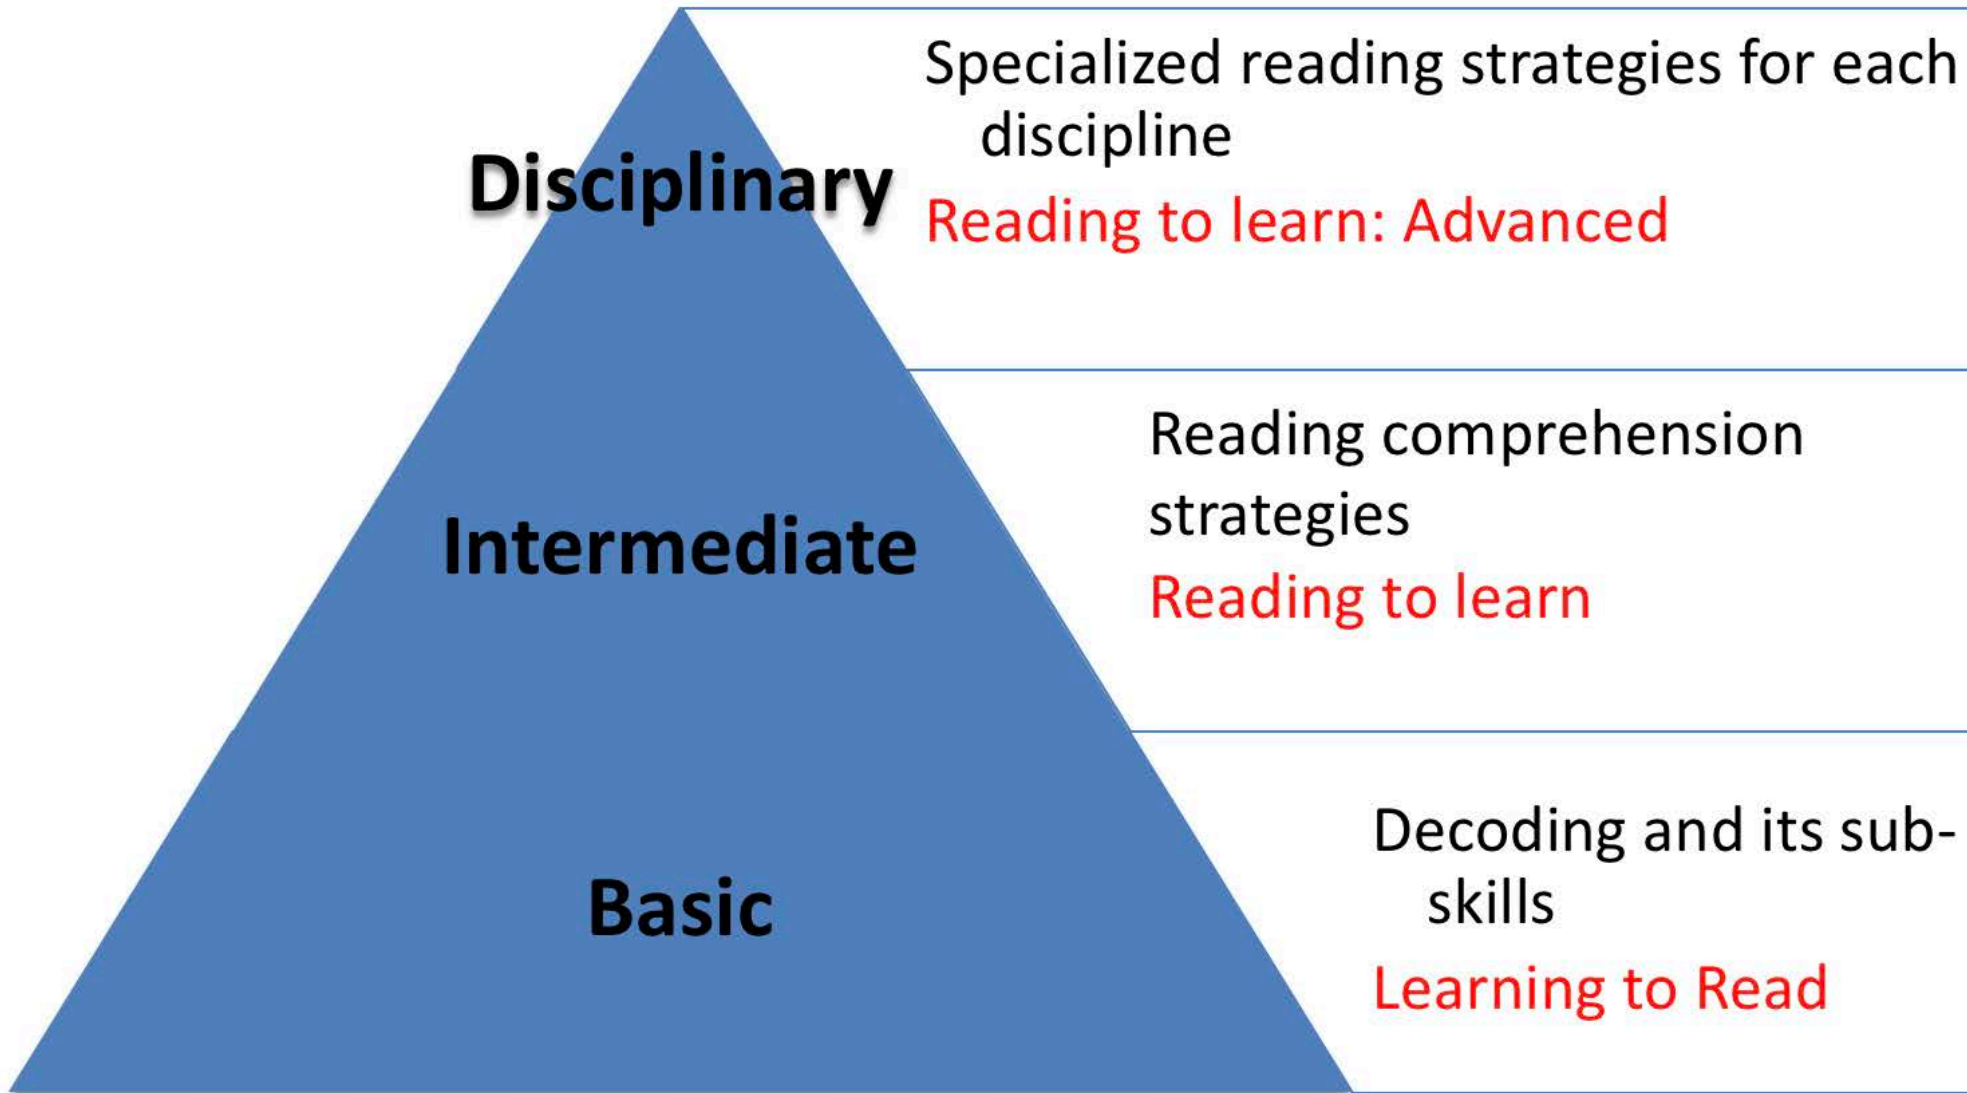 Disciplinary
Specialized reading strategies for each
discipline
Reading to learn: Advanced
Intermediate
Reading comprehension
strategies
Reading to learn
Basic
Decoding and its sub-
skills
Learning to Read